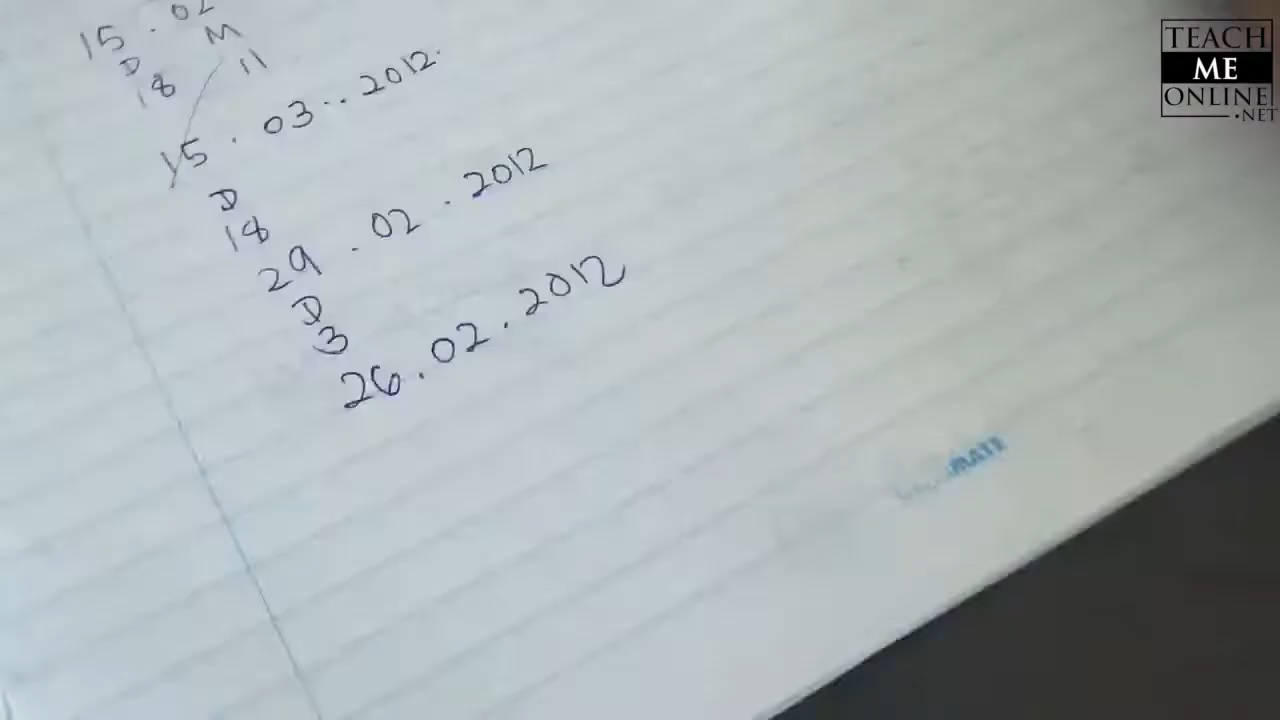 15.02
D M
18 11
15.03..2012.
D
18
29.02.2012
D
3
26.02.2012
TEACH
ME
ONLINE
.NET